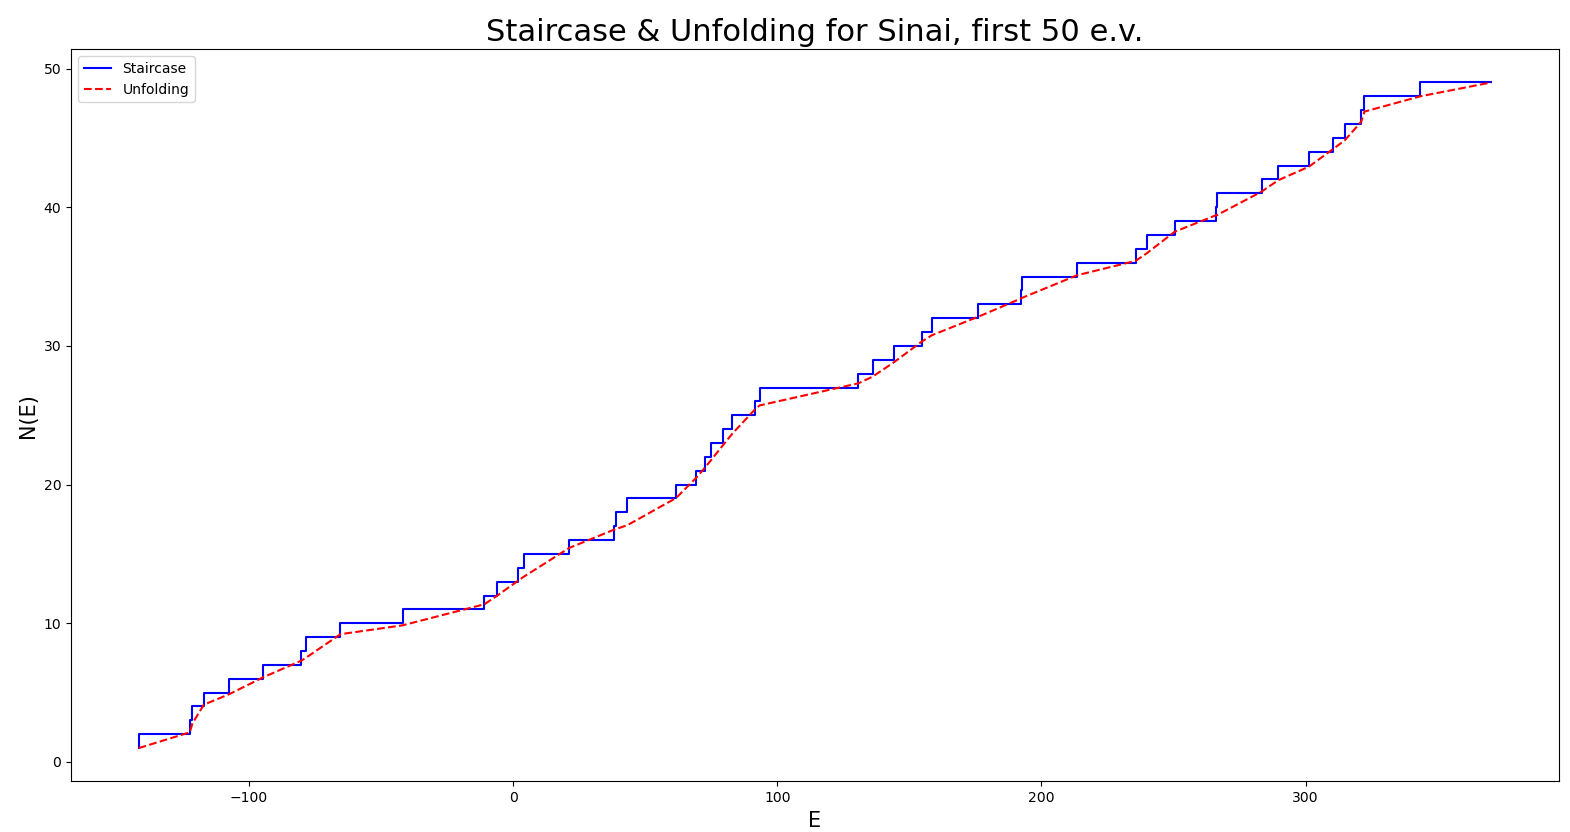 Staircase & Unfolding for Sinai, first 50 e.v.
Staircase
Unfolding
50
40
30
20
10
0
N(E)
−100
0
100
200
300
E